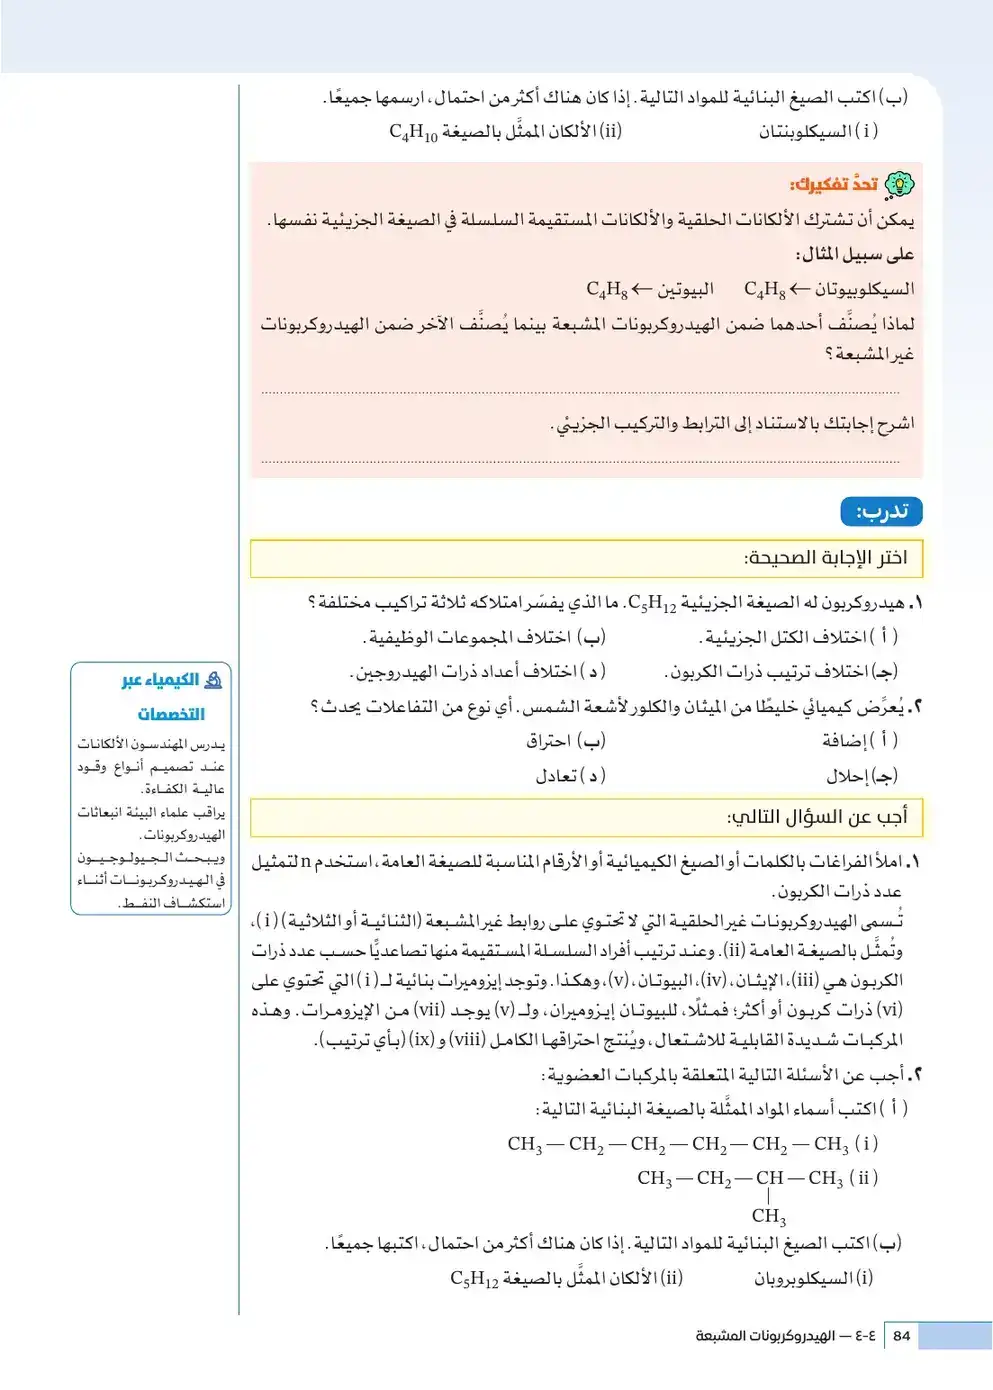 (ب) اكتب الصيغ البنائية للمواد التالية. إذا كان هناك أكثر من احتمال، ارسمها جميعًا.
(i) السيكلوبنتان (ii) الألكان الممثَّل بالصيغة C₄H₁₀
تحدَّ تفكيرك:
يمكن أن تشترك الألكانات الحلقية والألكانات المستقيمة السلسلة في الصيغة الجزيئية نفسها.
على سبيل المثال:
السيكلوبيوتان ← C₄H₈ البيوتين ← C₄H₈
لماذا يُصنَّف أحدهما ضمن الهيدروكربونات المشبعة بينما يُصنَّف الآخر ضمن الهيدروكربونات
غير المشبعة؟
اشرح إجابتك بالاستناد إلى الترابط والتركيب الجزيئي.
تدرب:
اختر الإجابة الصحيحة:
١. هيدروكربون له الصيغة الجزيئية C₅H₁₂. ما الذي يفسّر امتلاكه ثلاثة تراكيب مختلفة؟
(أ) اختلاف الكتل الجزيئية. (ب) اختلاف المجموعات الوظيفية.
(جـ) اختلاف ترتيب ذرات الكربون. (د) اختلاف أعداد ذرات الهيدروجين.
٢. يُعرِّض كيميائي خليطًا من الميثان والكلور لأشعة الشمس. أي نوع من التفاعلات يحدث؟
(أ) إضافة (ب) احتراق
(جـ) إحلال (د) تعادل
أجب عن السؤال التالي:
١. املأ الفراغات بالكلمات أو الصيغ الكيميائية أو الأرقام المناسبة للصيغة العامة، استخدم n لتمثيل
عدد ذرات الكربون.
تُسمى الهيدروكربونات غير الحلقية التي لا تحتوي على روابط غير المشبعة (الثنائية أو الثلاثية) (i)،
وتُمثَّل بالصيغة العامة (ii). وعند ترتيب أفراد السلسلة المستقيمة منها تصاعديًّا حسب عدد ذرات
الكربون هي (iii)، الإيثان، (iv)، البيوتان، (v)، وهكذا. وتوجد إيزوميرات بنائية لـ (i) التي تحتوي على
(vi) ذرات كربون أو أكثر؛ فمثلًا، للبيوتان إيزوميران، ولـ (v) يوجد (vii) من الإيزومرات. وهذه
المركبات شديدة القابلية للاشتعال، ويُنتج احتراقها الكامل (viii) و (ix) (بأي ترتيب).
٢. أجب عن الأسئلة التالية المتعلقة بالمركبات العضوية:
(أ) اكتب أسماء المواد الممثَّلة بالصيغة البنائية التالية:
(i) CH₃ — CH₂ — CH₂ — CH₂ — CH₂ — CH₃
(ii) CH₃ — CH₂ — CH — CH₃
|
CH₃
(ب) اكتب الصيغ البنائية للمواد التالية. إذا كان هناك أكثر من احتمال، اكتبها جميعًا.
(i) السيكلوبروبان (ii) الألكان الممثَّل بالصيغة C₅H₁₂
الكيمياء عبر
التخصصات
يدرس المهندسون الألكانات
عند تصميم أنواع وقود
عالية الكفاءة.
يراقب علماء البيئة انبعاثات
الهيدروكربونات.
ويبحث الجيولوجيون
في الهيدروكربونات أثناء
استكشاف النفط.
84 ٤-٤ — الهيدروكربونات المشبعة